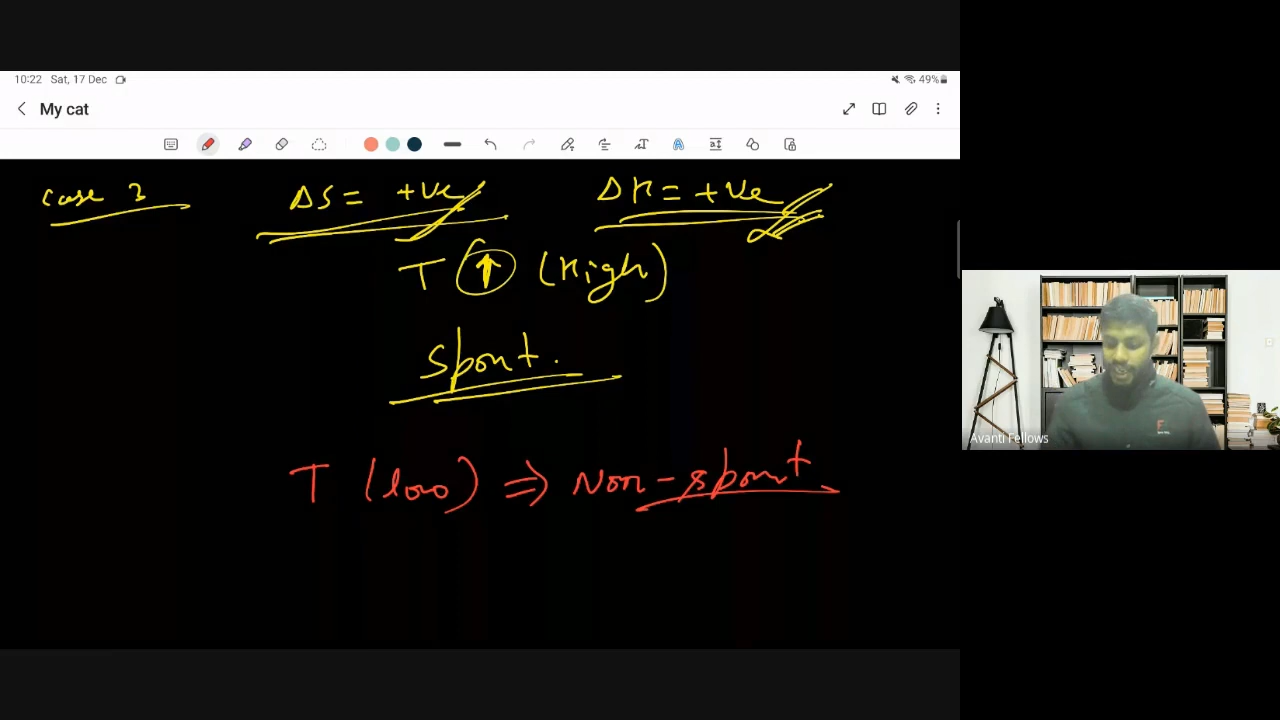 10:22 Sat, 17 Dec 49%
My cat
case 3 ΔS = +ve ΔH = +ve
T ↑ (High)
spont.
T (low) ⇒ Non-spont
Avanti Fellows